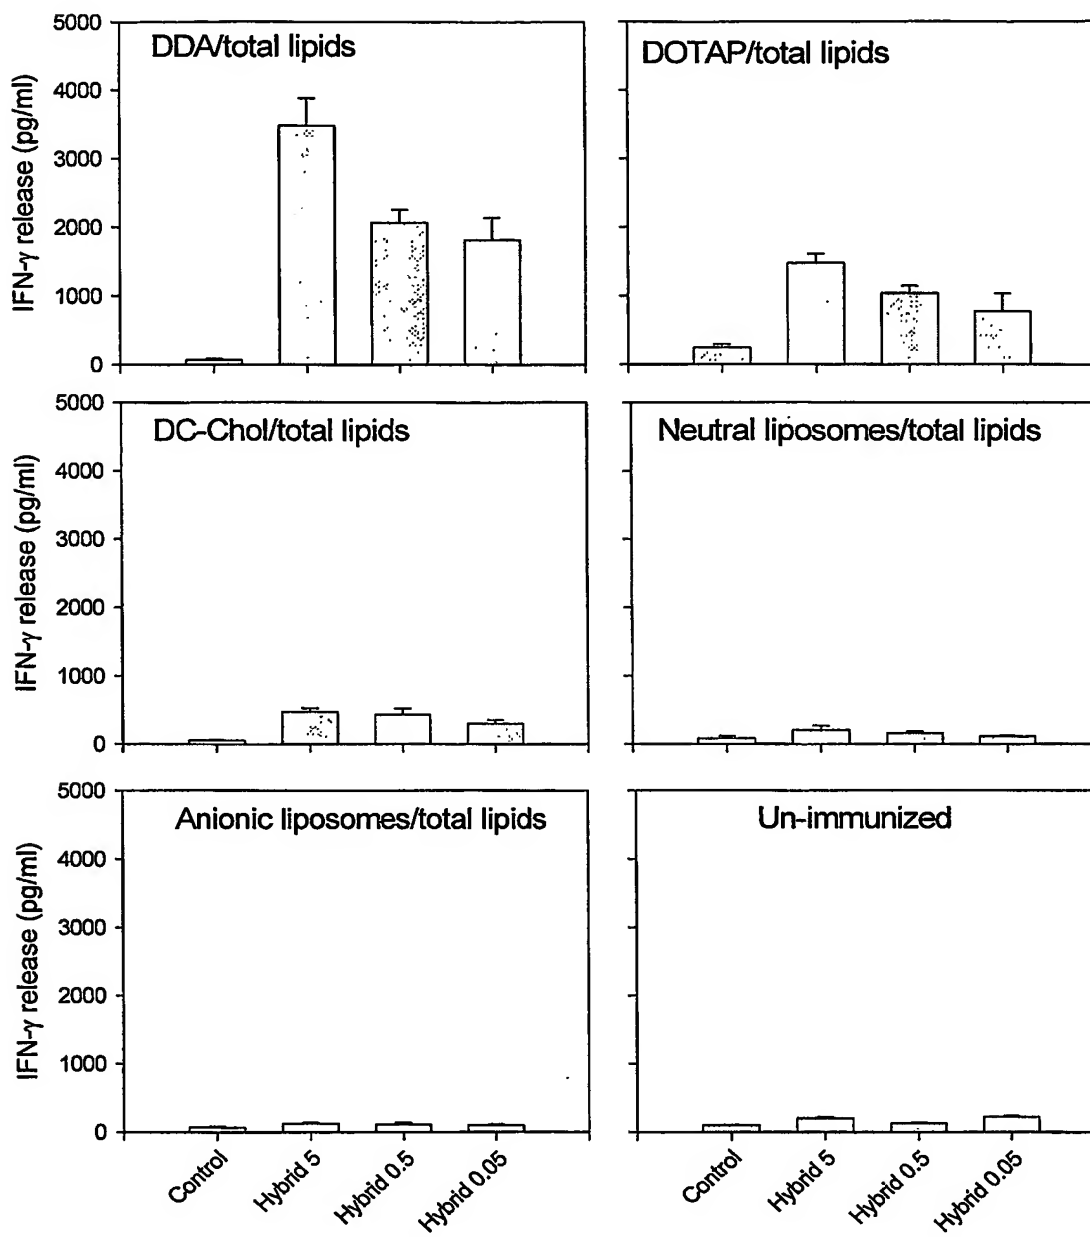 DDA/total lipids
DOTAP/total lipids
IFN-γ release (pg/ml)
5000
4000
3000
2000
1000
0
DC-Chol/total lipids
Neutral liposomes/total lipids
IFN-γ release (pg/ml)
5000
4000
3000
2000
1000
0
Anionic liposomes/total lipids
Un-immunized
IFN-γ release (pg/ml)
5000
4000
3000
2000
1000
0
Control
Hybrid 5
Hybrid 0.5
Hybrid 0.05
Control
Hybrid 5
Hybrid 0.5
Hybrid 0.05